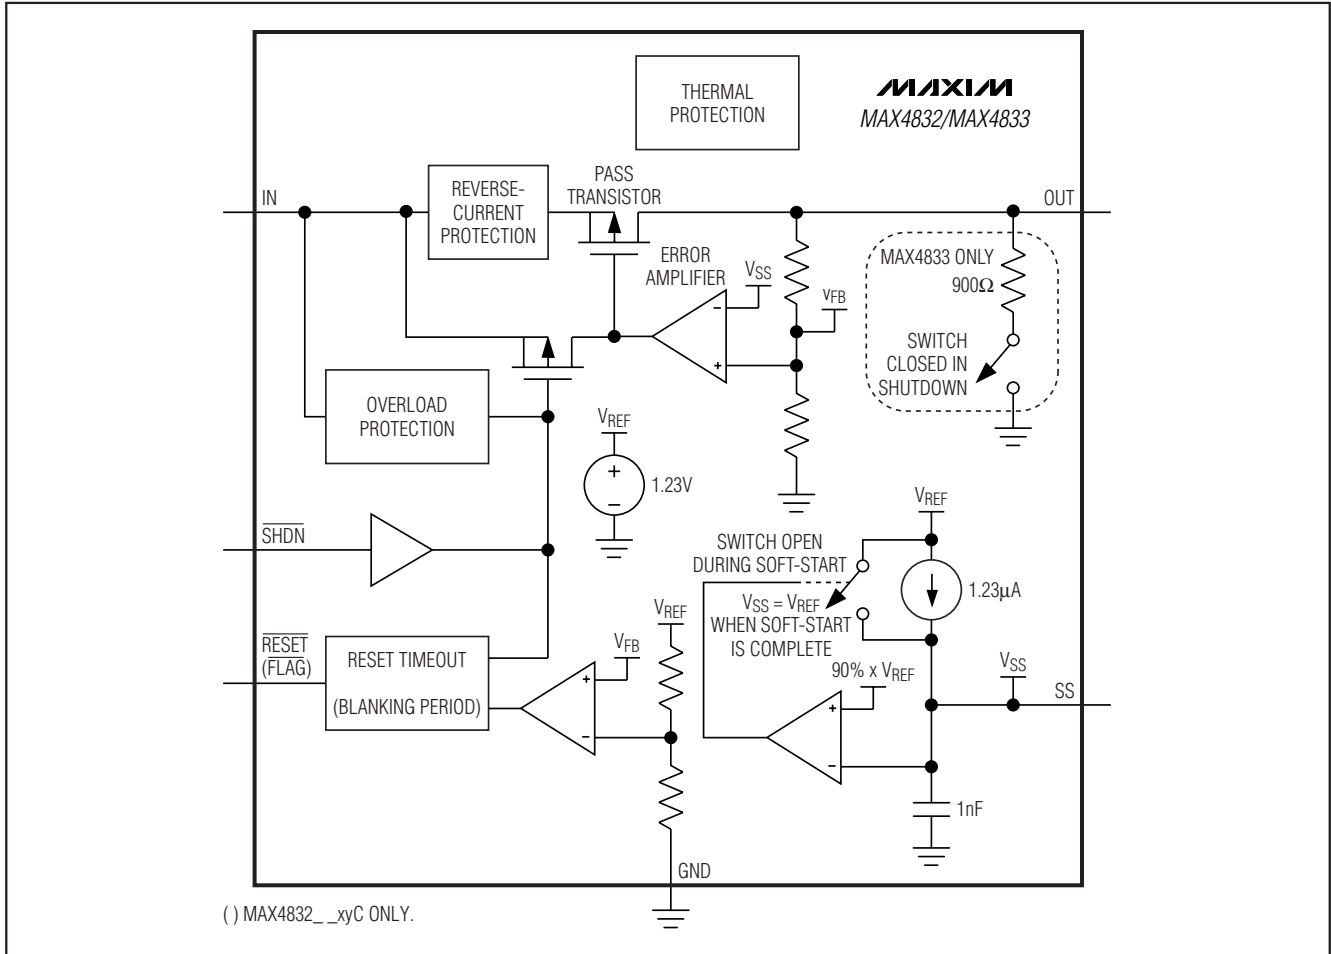 THERMAL
PROTECTION
MAXIM
MAX4832/MAX4833
IN
REVERSE-
CURRENT
PROTECTION
PASS
TRANSISTOR
OUT
ERROR
AMPLIFIER
VSS
−
+
vFB
MAX4833 ONLY
900Ω
SWITCH
CLOSED IN
SHUTDOWN
OVERLOAD
PROTECTION
VREF
+
−
1.23V
SHDN
SWITCH OPEN
DURING SOFT-START
VSS = VREF
WHEN SOFT-START
IS COMPLETE
VREF
1.23µA
RESET
(FLAG)
RESET TIMEOUT
(BLANKING PERIOD)
VFB
+
−
VREF
90% x VREF
+
−
VSS
SS
1nF
GND
( ) MAX4832_ _xyC ONLY.